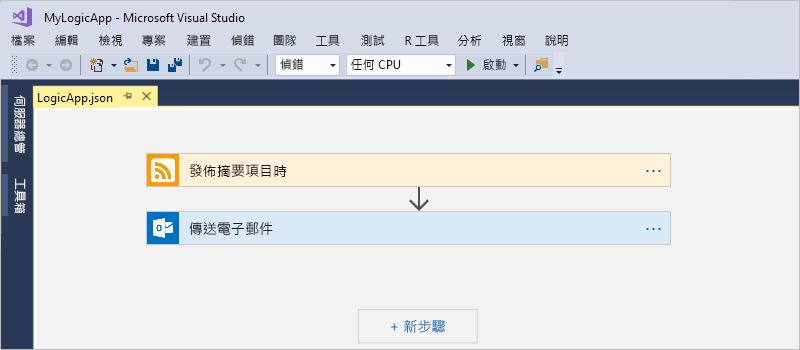 MyLogicApp - Microsoft Visual Studio
檔案 編輯 檢視 專案 建置 偵錯 團隊 工具 測試 R 工具 分析 視窗 說明
偵錯 任何 CPU 啟動
LogicApp.json
伺服器總管
工具箱
發佈摘要項目時
傳送電子郵件
+ 新步驟